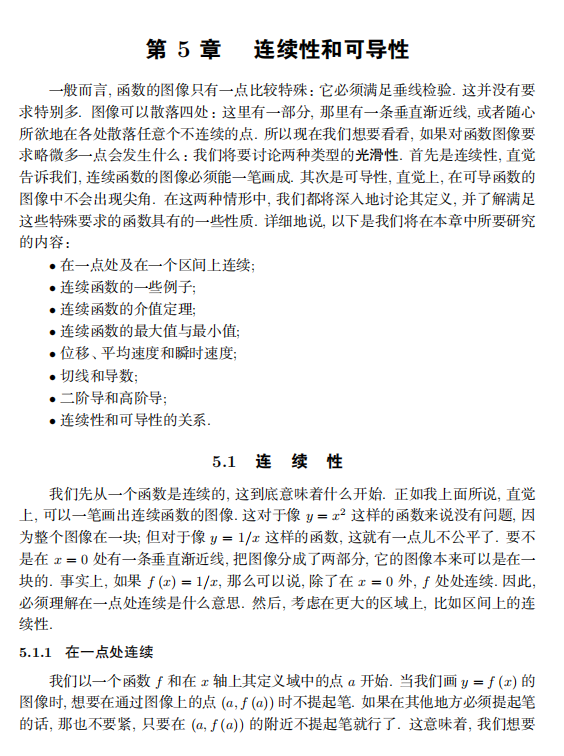 第 5 章 连续性和可导性
一般而言, 函数的图像只有一点比较特殊: 它必须满足垂线检验. 这并没有要
求特别多. 图像可以散落四处: 这里有一部分, 那里有一条垂直渐近线, 或者随心
所欲地在各处散落任意个不连续的点. 所以现在我们想要看看, 如果对函数图像要
求略微多一点会发生什么: 我们将要讨论两种类型的光滑性. 首先是连续性, 直觉
告诉我们, 连续函数的图像必须能一笔画成. 其次是可导性, 直觉上, 在可导函数的
图像中不会出现尖角. 在这两种情形中, 我们都将深入地讨论其定义, 并了解满足
这些特殊要求的函数具有的一些性质. 详细地说, 以下是我们将在本章中所要研究
的内容:
• 在一点处及在一个区间上连续;
• 连续函数的一些例子;
• 连续函数的介值定理;
• 连续函数的最大值与最小值;
• 位移、平均速度和瞬时速度;
• 切线和导数;
• 二阶导和高阶导;
• 连续性和可导性的关系.
5.1 连 续 性
我们先从一个函数是连续的, 这到底意味着什么开始. 正如我上面所说, 直觉
上, 可以一笔画出连续函数的图像. 这对于像 y = x² 这样的函数来说没有问题, 因
为整个图像在一块; 但对于像 y = 1/x 这样的函数, 这就有一点儿不公平了. 要不
是在 x = 0 处有一条垂直渐近线, 把图像分成了两部分, 它的图像本来可以是在一
块的. 事实上, 如果 f (x) = 1/x, 那么可以说, 除了在 x = 0 外, f 处处连续. 因此,
必须理解在一点处连续是什么意思. 然后, 考虑在更大的区域上, 比如区间上的连
续性.
5.1.1 在一点处连续
我们以一个函数 f 和在 x 轴上其定义域中的点 a 开始. 当我们画 y = f (x) 的
图像时, 想要在通过图像上的点 (a, f (a)) 时不提起笔. 如果在其他地方必须提起笔
的话, 那也不要紧, 只要在 (a, f (a)) 的附近不提起笔就行了. 这意味着, 我们想要